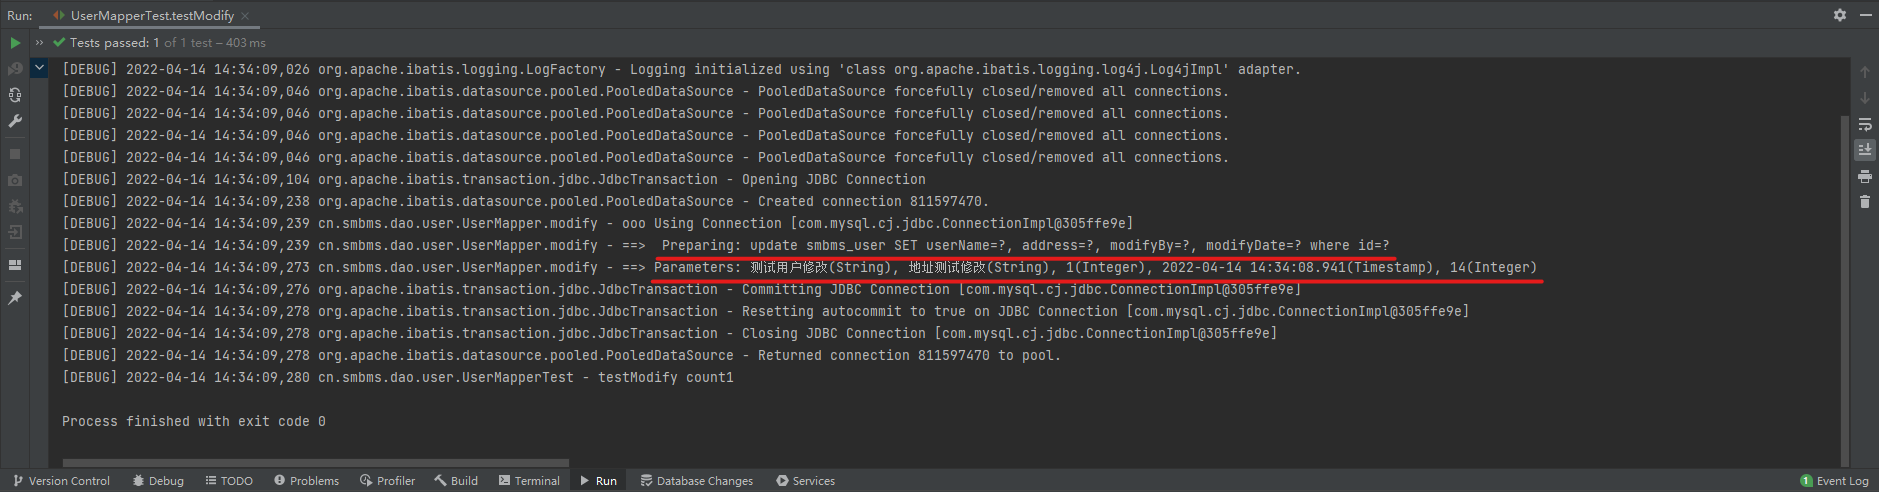 Run: UserMapperTest.testModify ×
» Tests passed: 1 of 1 test – 403 ms
[DEBUG] 2022-04-14 14:34:09,026 org.apache.ibatis.logging.LogFactory - Logging initialized using 'class org.apache.ibatis.logging.log4j.Log4jImpl' adapter.
[DEBUG] 2022-04-14 14:34:09,046 org.apache.ibatis.datasource.pooled.PooledDataSource - PooledDataSource forcefully closed/removed all connections.
[DEBUG] 2022-04-14 14:34:09,046 org.apache.ibatis.datasource.pooled.PooledDataSource - PooledDataSource forcefully closed/removed all connections.
[DEBUG] 2022-04-14 14:34:09,046 org.apache.ibatis.datasource.pooled.PooledDataSource - PooledDataSource forcefully closed/removed all connections.
[DEBUG] 2022-04-14 14:34:09,046 org.apache.ibatis.datasource.pooled.PooledDataSource - PooledDataSource forcefully closed/removed all connections.
[DEBUG] 2022-04-14 14:34:09,104 org.apache.ibatis.transaction.jdbc.JdbcTransaction - Opening JDBC Connection
[DEBUG] 2022-04-14 14:34:09,238 org.apache.ibatis.datasource.pooled.PooledDataSource - Created connection 811597470.
[DEBUG] 2022-04-14 14:34:09,239 cn.smbms.dao.user.UserMapper.modify - ooo Using Connection [com.mysql.cj.jdbc.ConnectionImpl@305ffe9e]
[DEBUG] 2022-04-14 14:34:09,239 cn.smbms.dao.user.UserMapper.modify - ==>  Preparing: update smbms_user SET userName=?, address=?, modifyBy=?, modifyDate=? where id=?
[DEBUG] 2022-04-14 14:34:09,273 cn.smbms.dao.user.UserMapper.modify - ==> Parameters: 测试用户修改(String), 地址测试修改(String), 1(Integer), 2022-04-14 14:34:08.941(Timestamp), 14(Integer)
[DEBUG] 2022-04-14 14:34:09,276 org.apache.ibatis.transaction.jdbc.JdbcTransaction - Committing JDBC Connection [com.mysql.cj.jdbc.ConnectionImpl@305ffe9e]
[DEBUG] 2022-04-14 14:34:09,278 org.apache.ibatis.transaction.jdbc.JdbcTransaction - Resetting autocommit to true on JDBC Connection [com.mysql.cj.jdbc.ConnectionImpl@305ffe9e]
[DEBUG] 2022-04-14 14:34:09,278 org.apache.ibatis.transaction.jdbc.JdbcTransaction - Closing JDBC Connection [com.mysql.cj.jdbc.ConnectionImpl@305ffe9e]
[DEBUG] 2022-04-14 14:34:09,278 org.apache.ibatis.datasource.pooled.PooledDataSource - Returned connection 811597470 to pool.
[DEBUG] 2022-04-14 14:34:09,280 cn.smbms.dao.user.UserMapperTest - testModify count1
Process finished with exit code 0
Version Control Debug TODO Problems Profiler Build Terminal Run Database Changes Services 1 Event Log